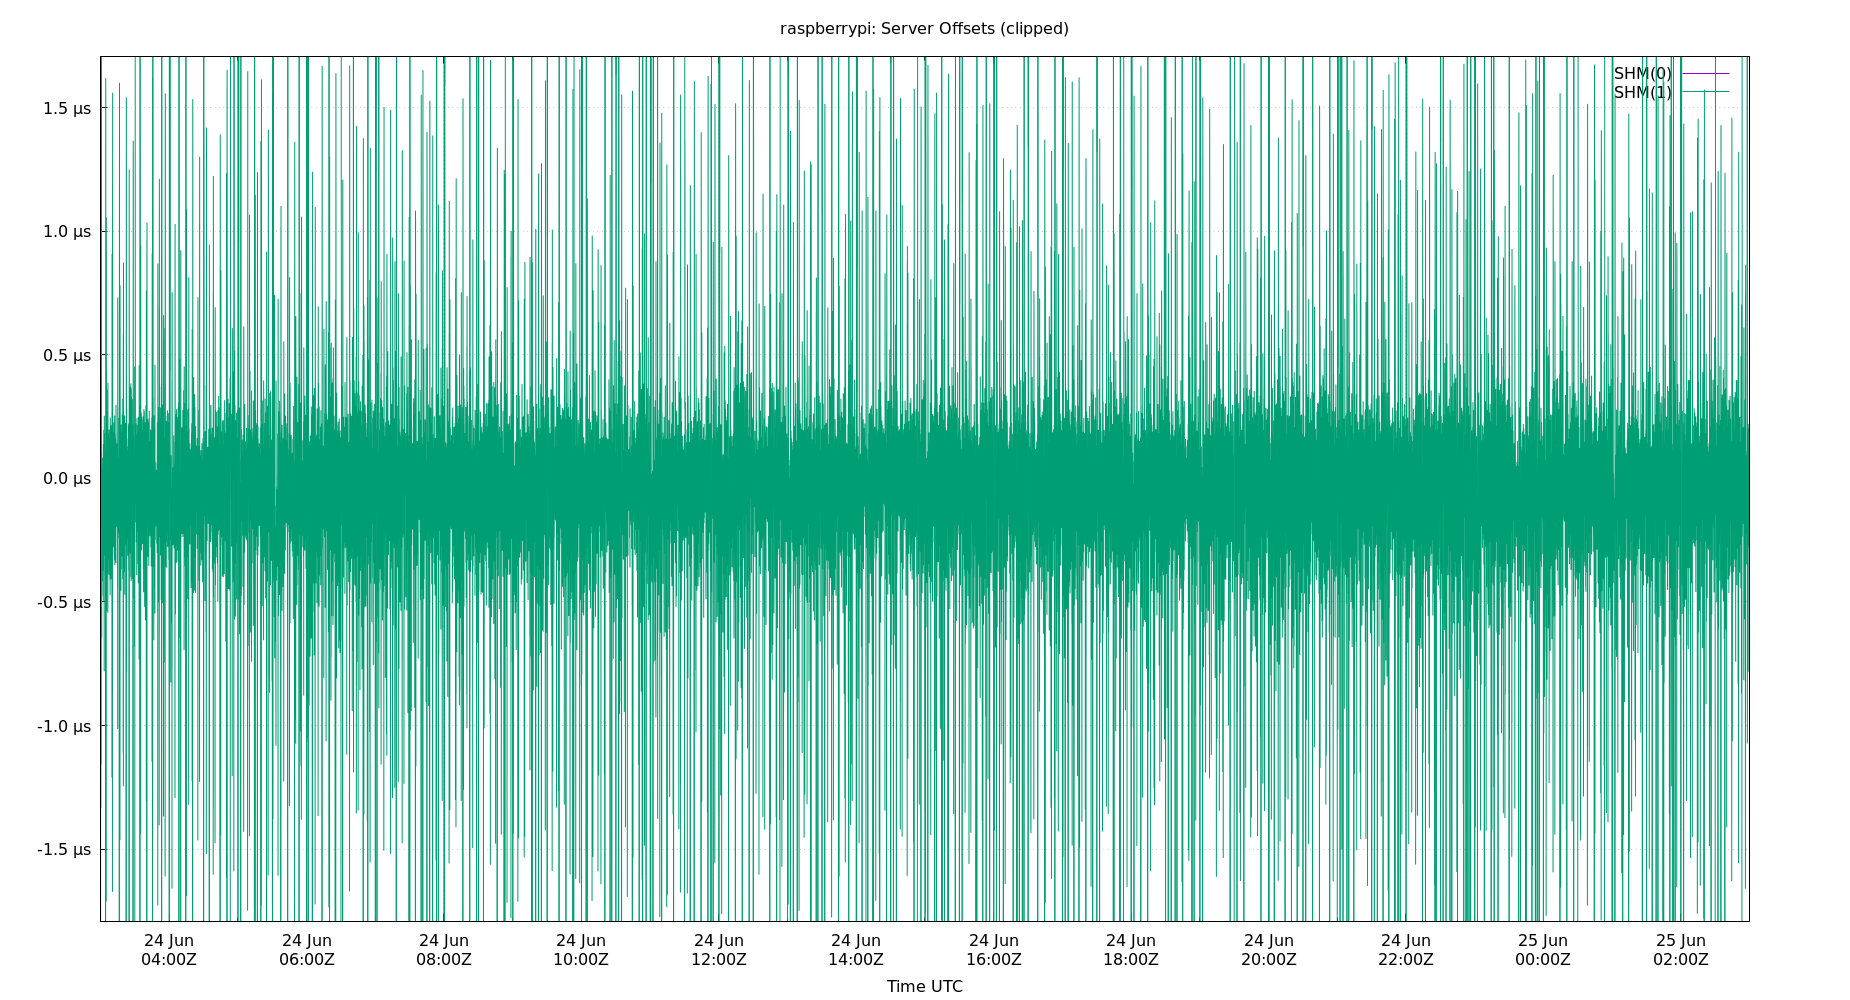 raspberrypi: Server Offsets (clipped)
SHM(0)
SHM(1)
1.5 µs
1.0 µs
0.5 µs
0.0 µs
-0.5 µs
-1.0 µs
-1.5 µs
24 Jun 24 Jun 24 Jun 24 Jun 24 Jun 24 Jun 24 Jun 24 Jun 24 Jun 24 Jun 25 Jun 25 Jun
04:00Z 06:00Z 08:00Z 10:00Z 12:00Z 14:00Z 16:00Z 18:00Z 20:00Z 22:00Z 00:00Z 02:00Z
Time UTC